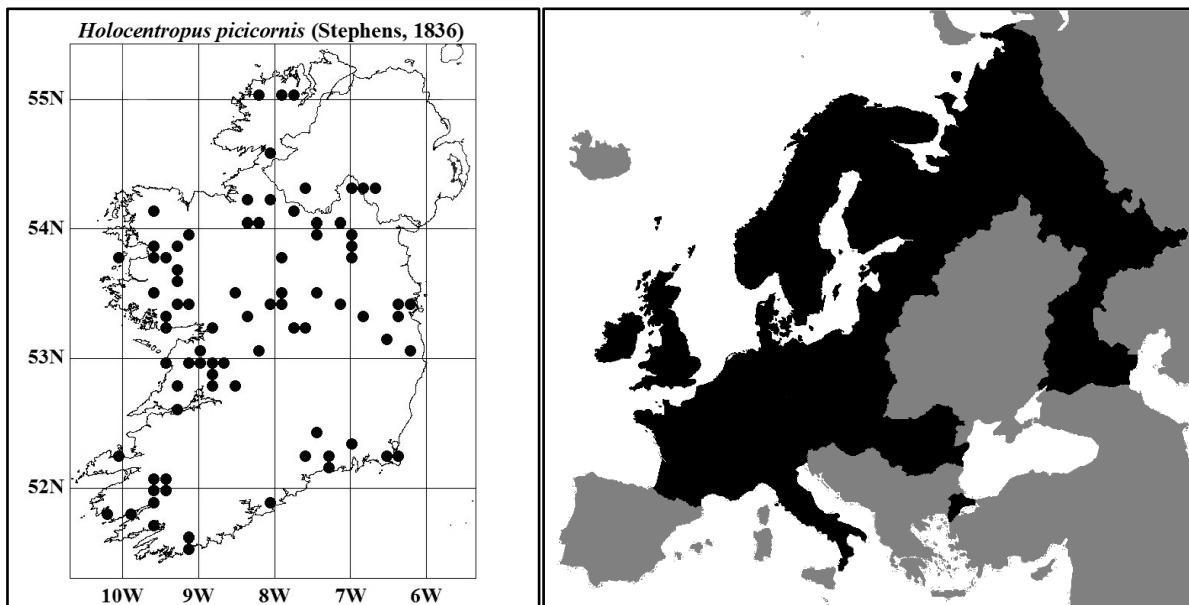 Holocentropus picicornis (Stephens, 1836)
55N
54N
53N
52N
10W 9W 8W 7W 6W